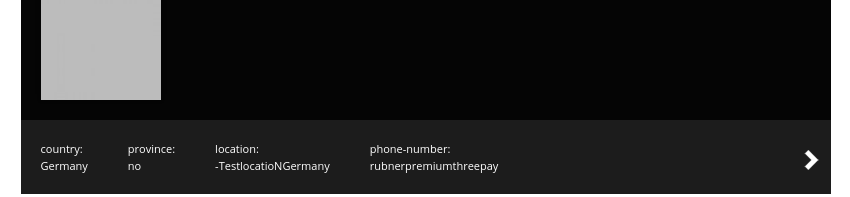 country: province: location: phone-number:
Germany no -TestlocatioNGermany rubnerpremiumthreepay